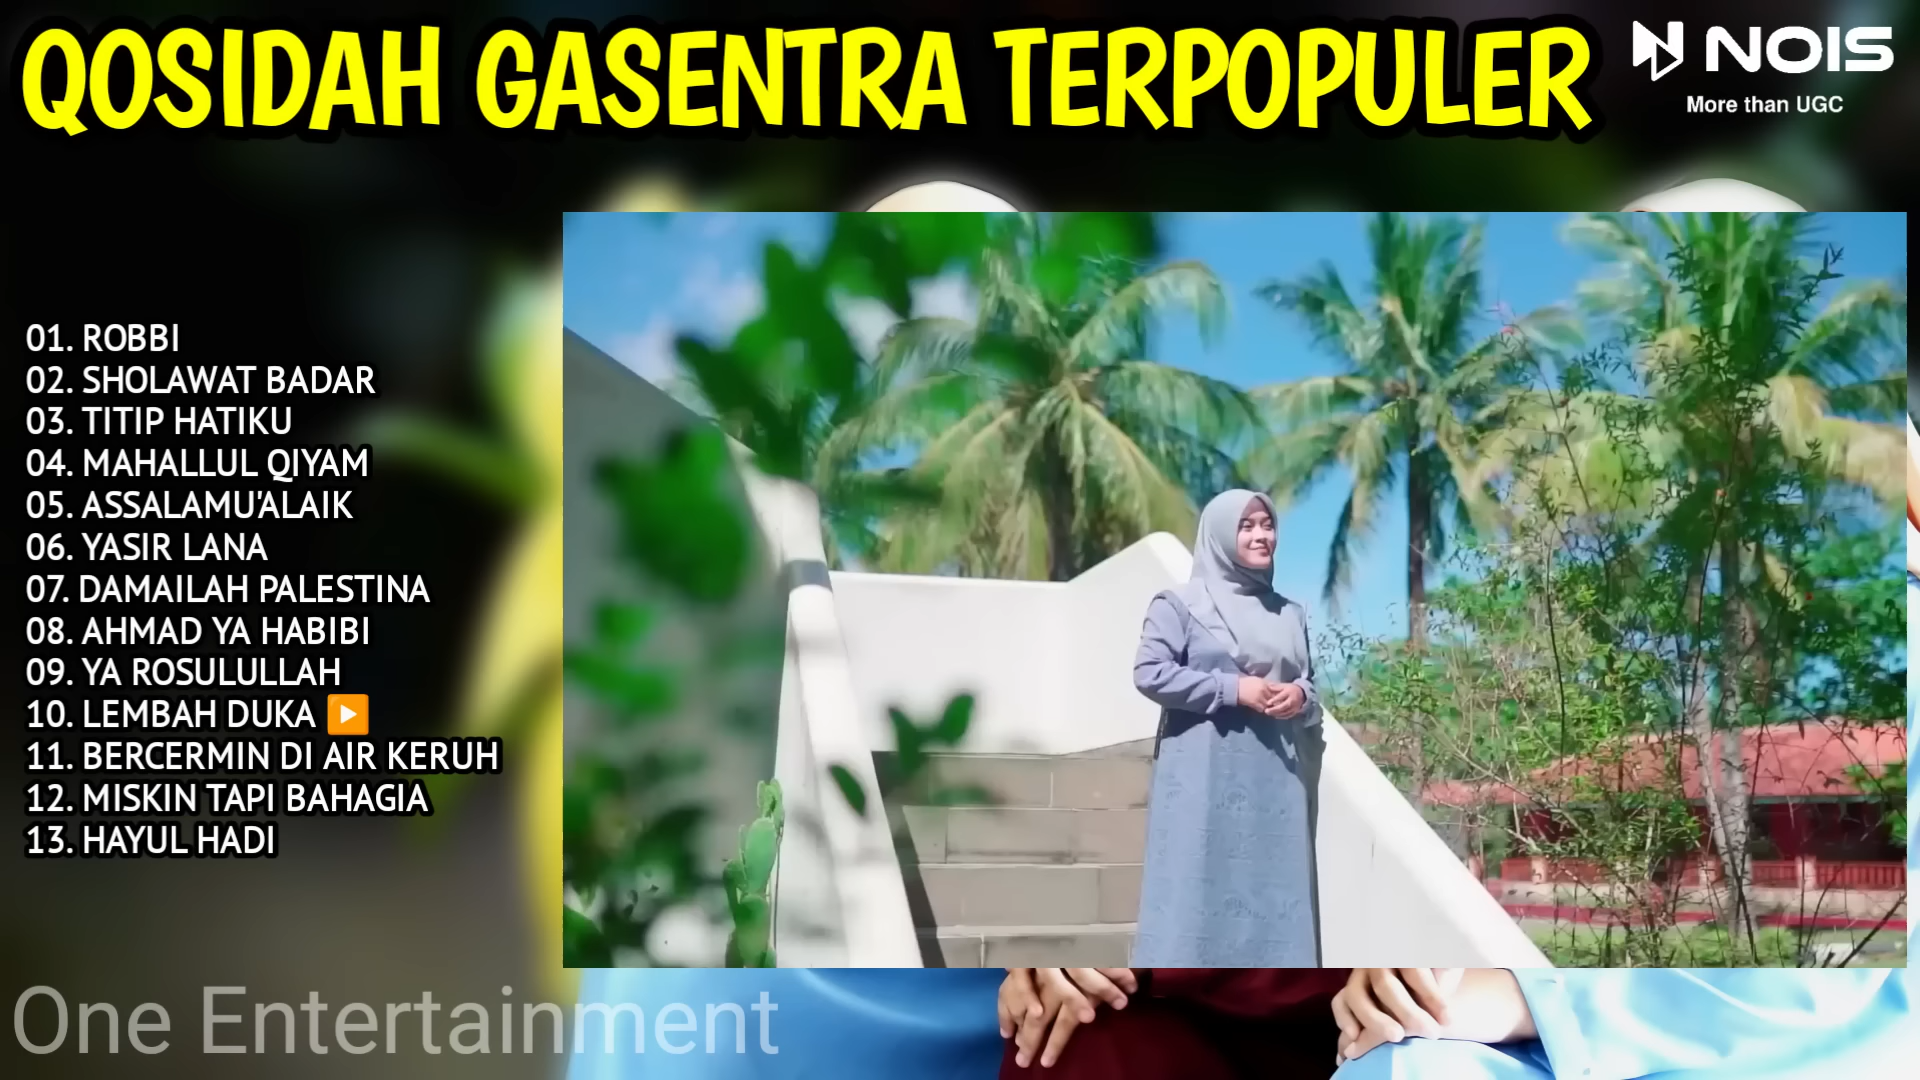 QOSIDAH GASENTRA TERPOPULER
NOIS
More than UGC
01. ROBBI
02. SHOLAWAT BADAR
03. TITIP HATIKU
04. MAHALLUL QIYAM
05. ASSALAMU'ALAIK
06. YASIR LANA
07. DAMAILAH PALESTINA
08. AHMAD YA HABIBI
09. YA ROSULULLAH
10. LEMBAH DUKA ▶️
11. BERCERMIN DI AIR KERUH
12. MISKIN TAPI BAHAGIA
13. HAYUL HADI
One Entertainment